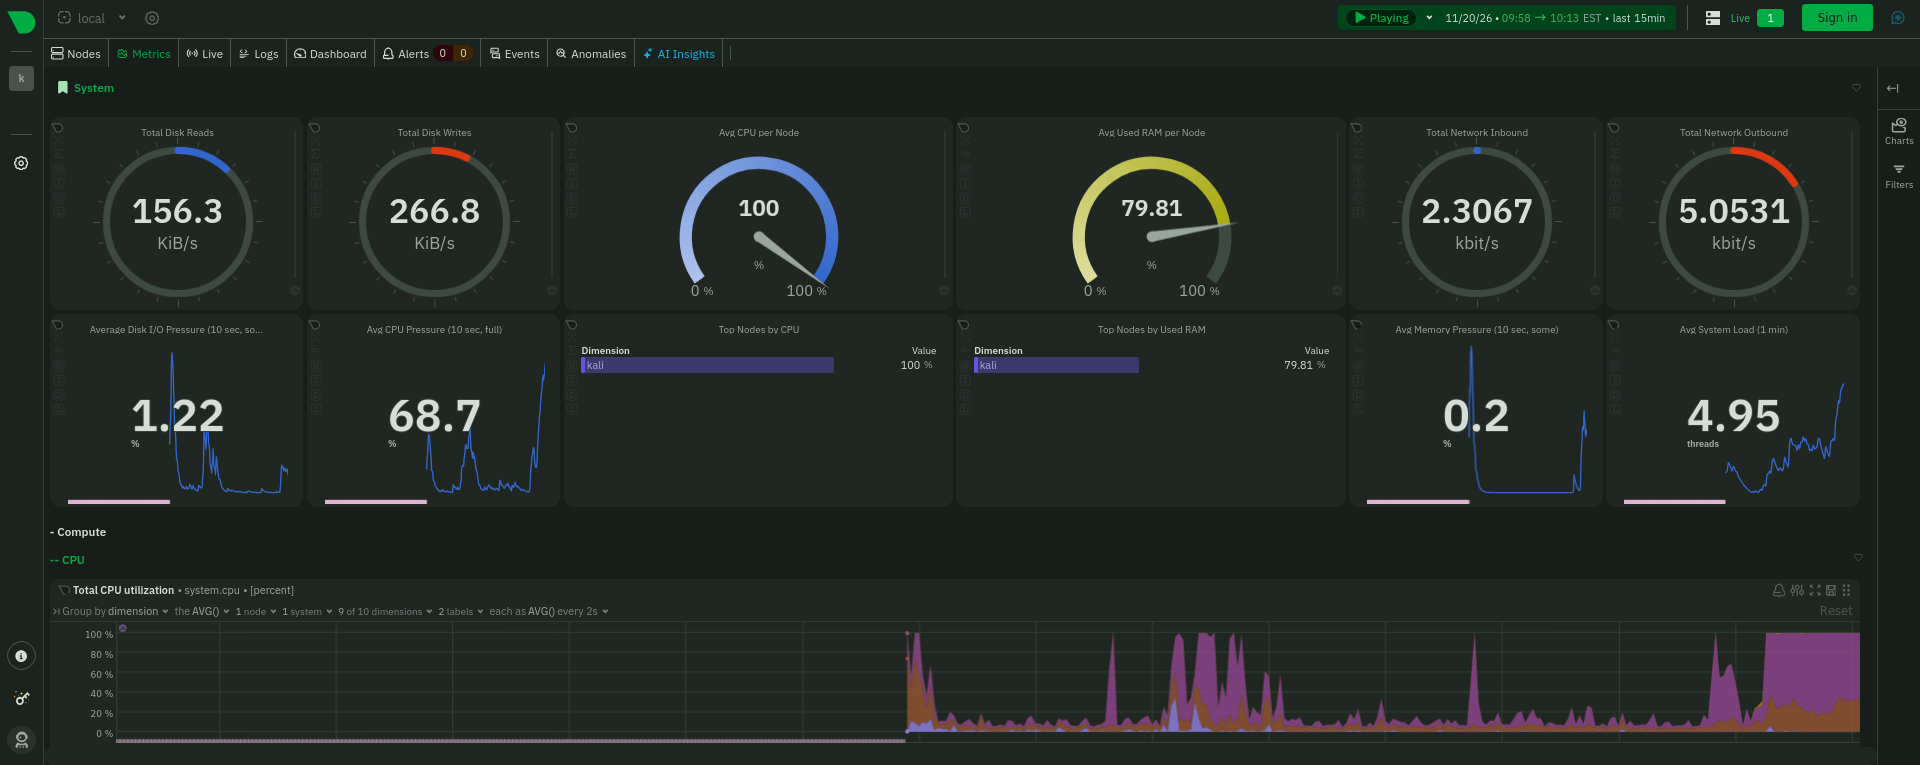 local
Playing 11/20/26 • 09:58 → 10:13 EST • last 15min
Live 1
Sign in
k
Nodes Metrics Live Logs Dashboard Alerts 0 0 Events Anomalies AI Insights
System
Charts
Filters
Total Disk Reads
156.3
KiB/s
Total Disk Writes
266.8
KiB/s
Avg CPU per Node
100
%
0 % 100 %
Avg Used RAM per Node
79.81
%
0 % 100 %
Total Network Inbound
2.3067
kbit/s
Total Network Outbound
5.0531
kbit/s
Average Disk I/O Pressure (10 sec, so...
1.22
%
Avg CPU Pressure (10 sec, full)
68.7
%
Top Nodes by CPU
Dimension Value
kali 100 %
Top Nodes by Used RAM
Dimension Value
kali 79.81 %
Avg Memory Pressure (10 sec, some)
0.2
%
Avg System Load (1 min)
4.95
threads
- Compute
-- CPU
Total CPU utilization • system.cpu • [percent]
Group by dimension the AVG() 1 node 1 system 9 of 10 dimensions 2 labels each as AVG() every 2s
Reset
100 %
80 %
60 %
40 %
20 %
0 %